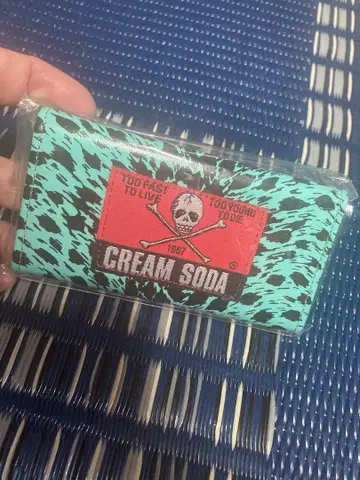 TOO FAST
TO LIVE
TOO YOUNG
TO DIE
1967
CREAM SODA
®